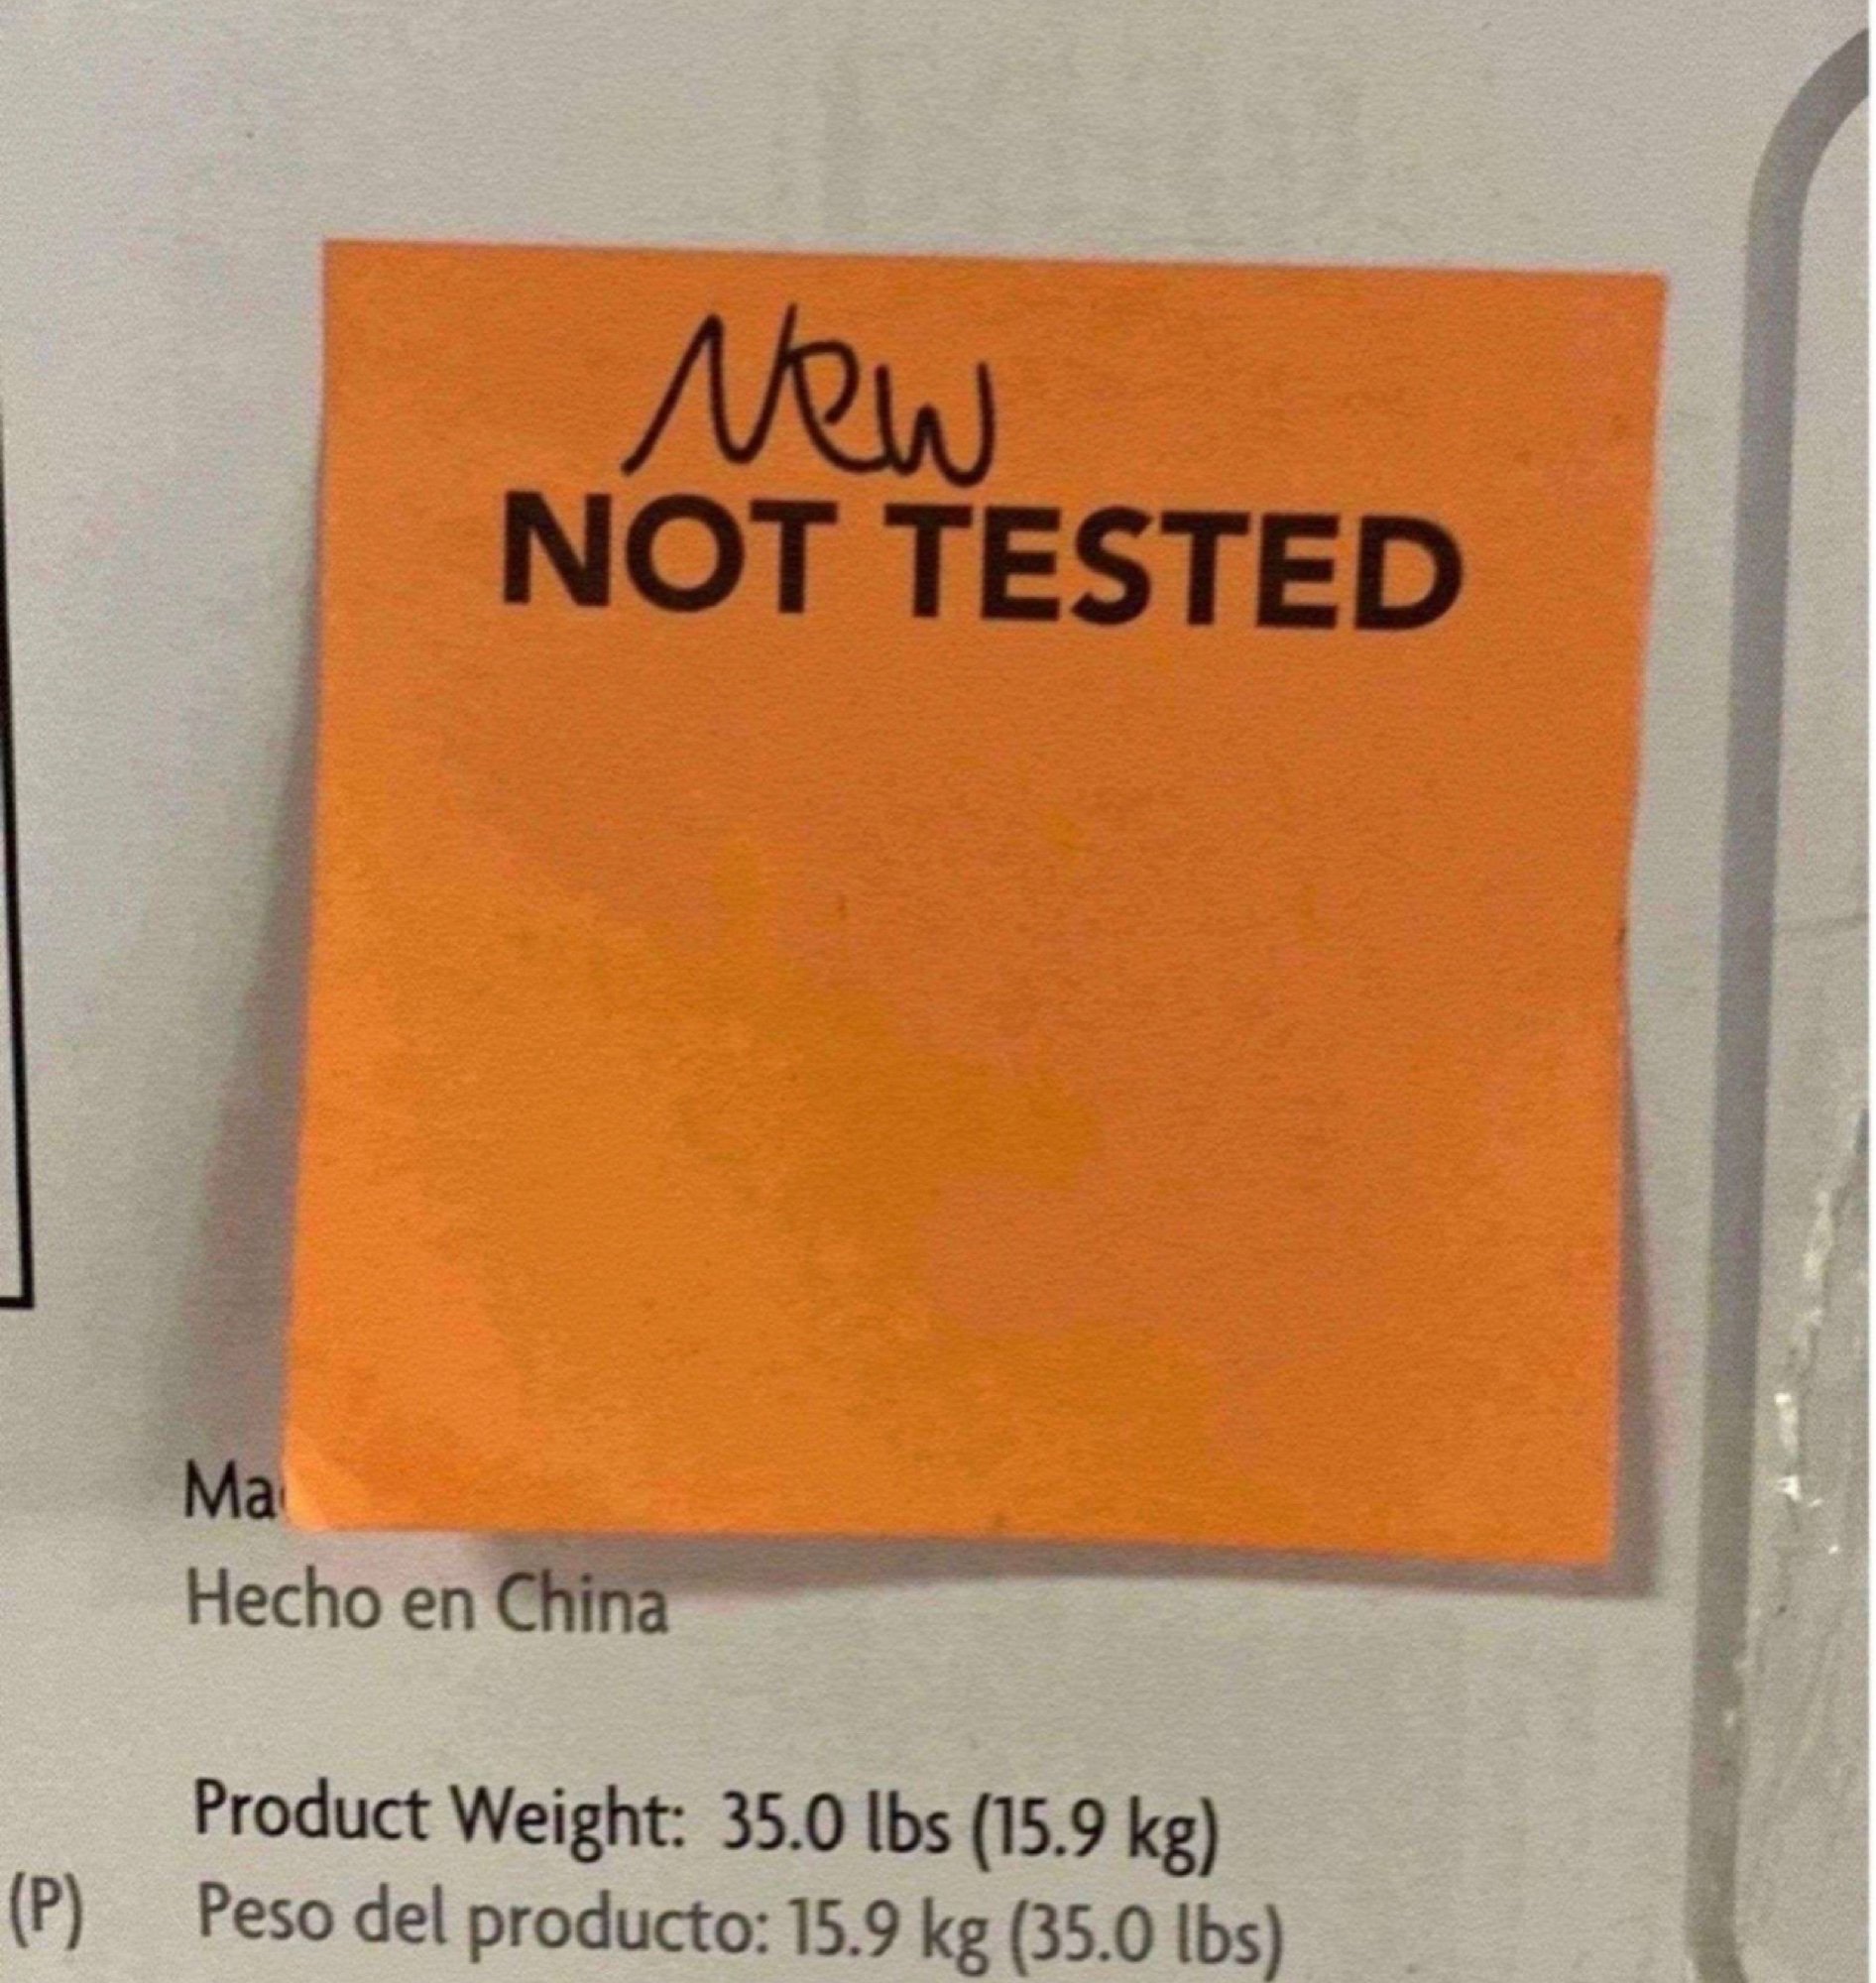 New
NOT TESTED
Hecho en China
Product Weight: 35.0 lbs (15.9 kg)
(P) Peso del producto: 15.9 kg (35.0 lbs)